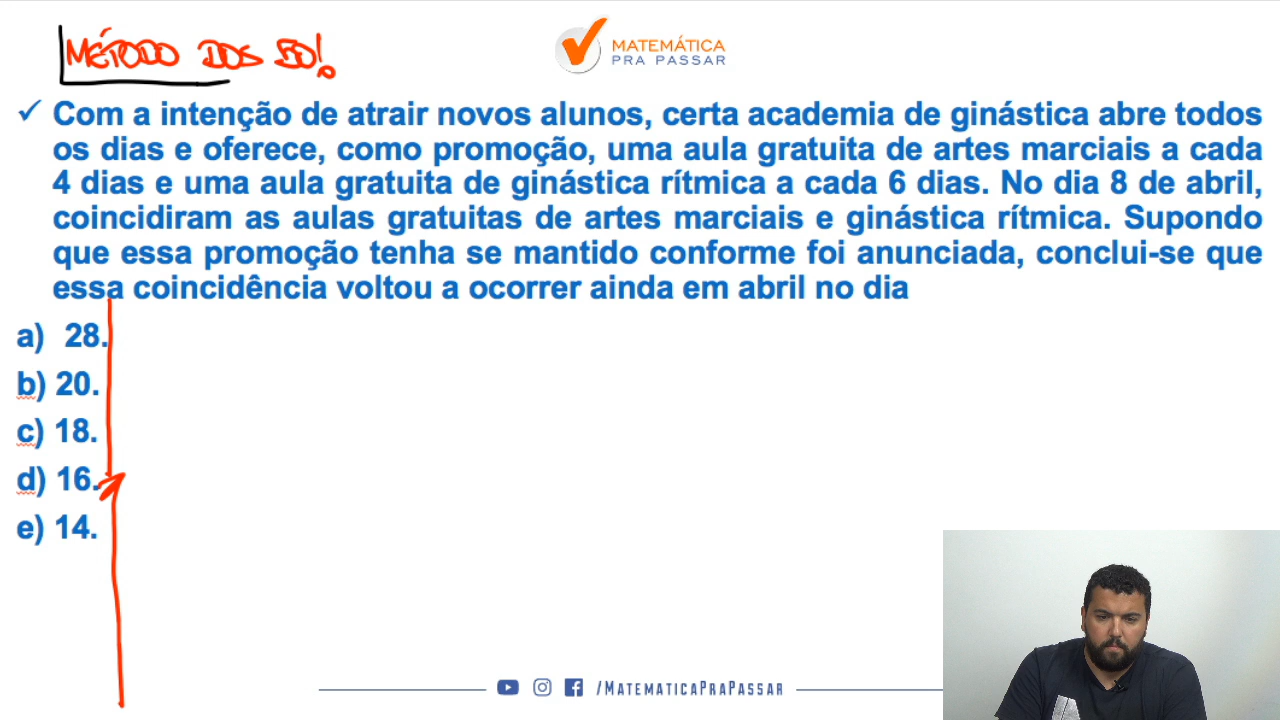 MÉTODO DOS 50!
MATEMÁTICA
PRA PASSAR
✓ Com a intenção de atrair novos alunos, certa academia de ginástica abre todos
os dias e oferece, como promoção, uma aula gratuita de artes marciais a cada
4 dias e uma aula gratuita de ginástica rítmica a cada 6 dias. No dia 8 de abril,
coincidiram as aulas gratuitas de artes marciais e ginástica rítmica. Supondo
que essa promoção tenha se mantido conforme foi anunciada, conclui-se que
essa coincidência voltou a ocorrer ainda em abril no dia
a) 28.
b) 20.
c) 18.
d) 16.
e) 14.
/MATEMATICAPRAPASSAR